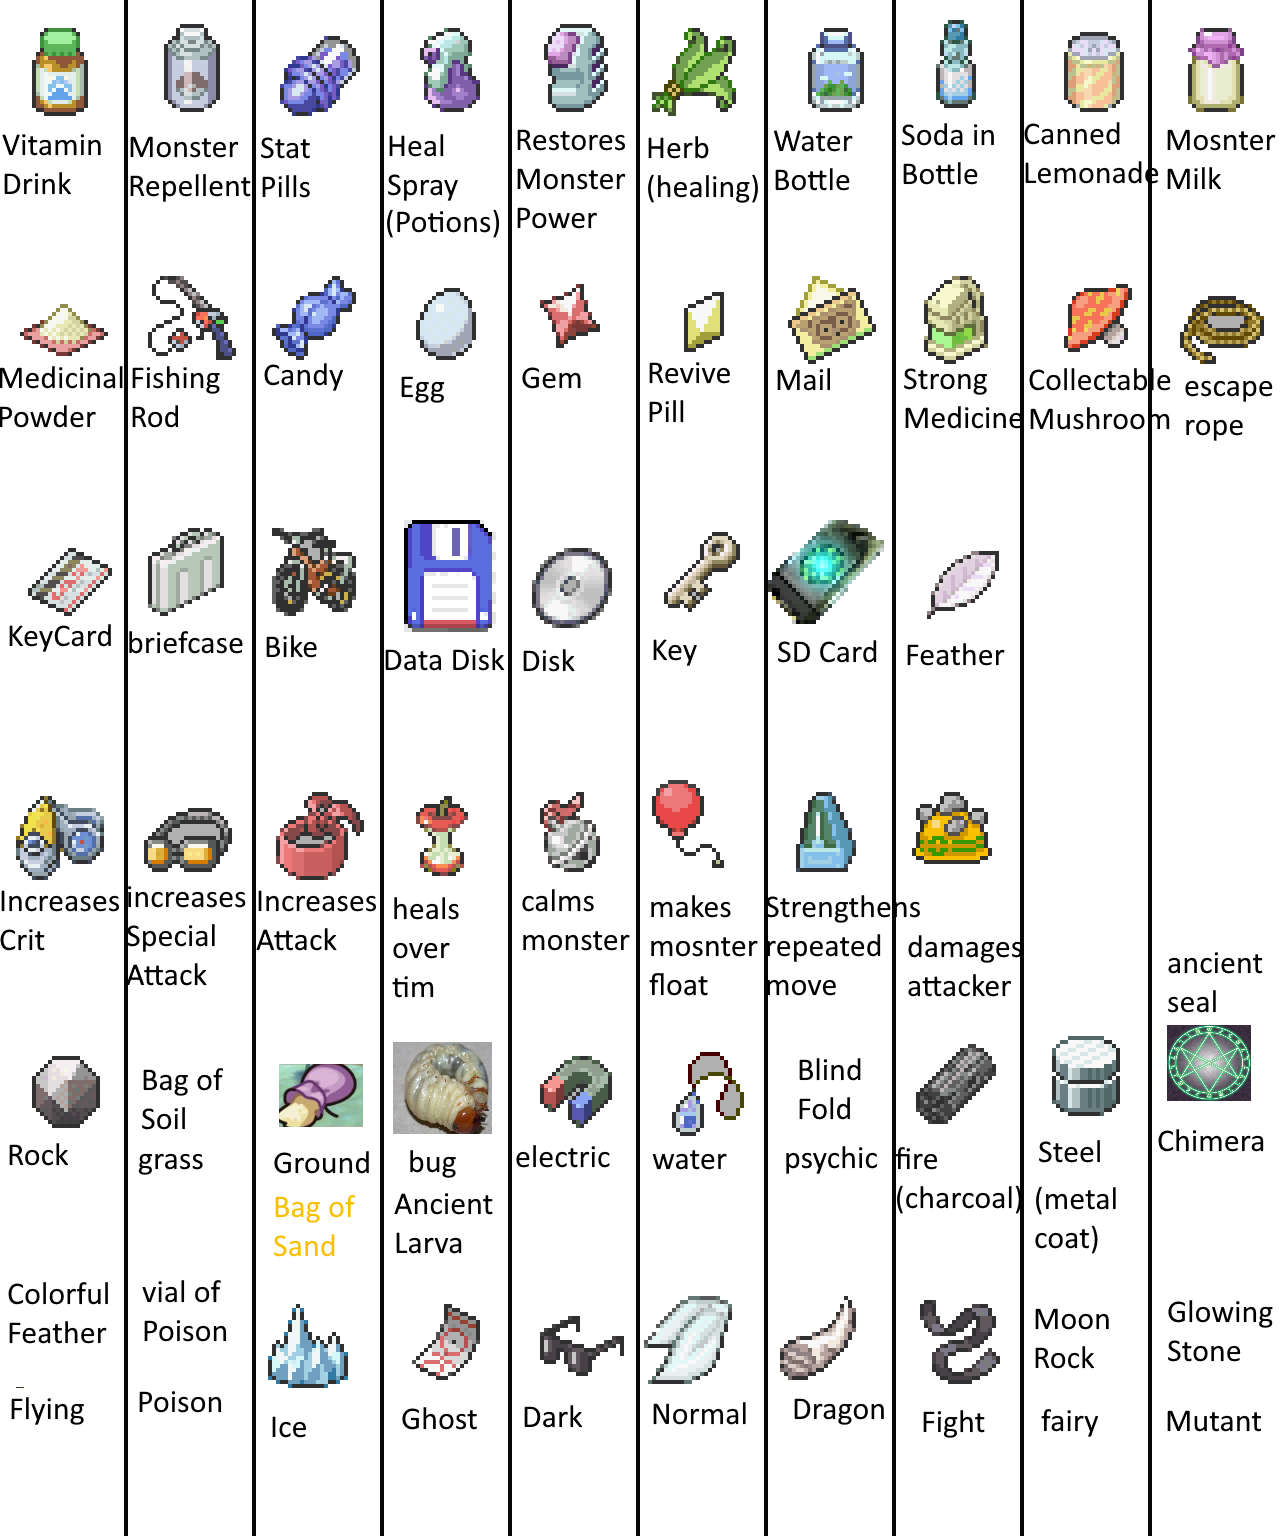 Vitamin
Drink
Monster
Repellent
Stat
Pills
Heal
Spray
(Potions)
Restores
Monster
Power
Herb
(healing)
Water
Bottle
Soda in
Bottle
Canned
Lemonade
Mosnter
Milk
Medicinal
Powder
Fishing
Rod
Candy
Egg
Gem
Revive
Pill
Mail
Strong
Medicine
Collectable
Mushroom
escape
rope
KeyCard
briefcase
Bike
Data Disk
Disk
Key
SD Card
Feather
Increases
Crit
increases
Special
Attack
Increases
Attack
heals
over
tim
calms
monster
makes
mosnter
float
Strengthens
repeated
move
damages
attacker
ancient
seal
Rock
Bag of
Soil
grass
Ground
Bag of
Sand
bug
Ancient
Larva
electric
water
Blind
Fold
psychic
fire
(charcoal)
Steel
(metal
coat)
Chimera
Colorful
Feather
Flying
vial of
Poison
Poison
Ice
Ghost
Dark
Normal
Dragon
Fight
Moon
Rock
fairy
Glowing
Stone
Mutant